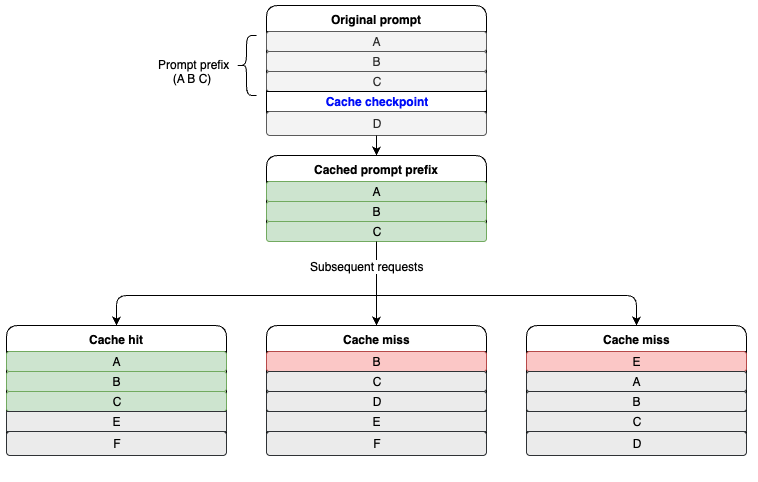 Original prompt
A
B
C
Prompt prefix
(A B C)
Cache checkpoint
D
Cached prompt prefix
A
B
C
Subsequent requests
Cache hit
A
B
C
E
F
Cache miss
B
C
D
E
F
Cache miss
E
A
B
C
D